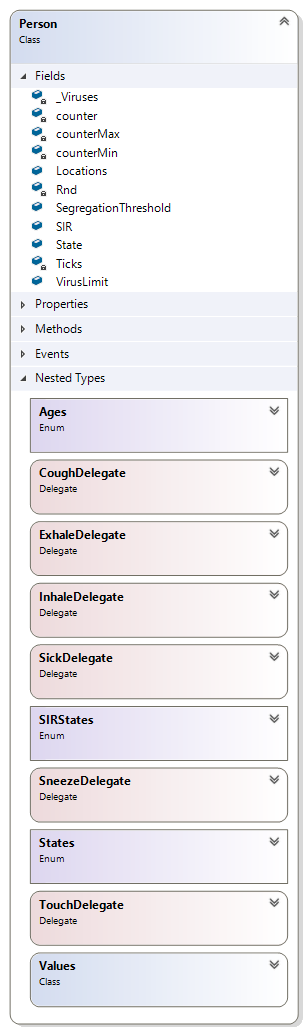 Person
Class
Fields
_Viruses
counter
counterMax
counterMin
Locations
Rnd
SegregationThreshold
SIR
State
Ticks
VirusLimit
Properties
Methods
Events
Nested Types
Ages
Enum
CoughDelegate
Delegate
ExhaleDelegate
Delegate
InhaleDelegate
Delegate
SickDelegate
Delegate
SIRStates
Enum
SneezeDelegate
Delegate
States
Enum
TouchDelegate
Delegate
Values
Class